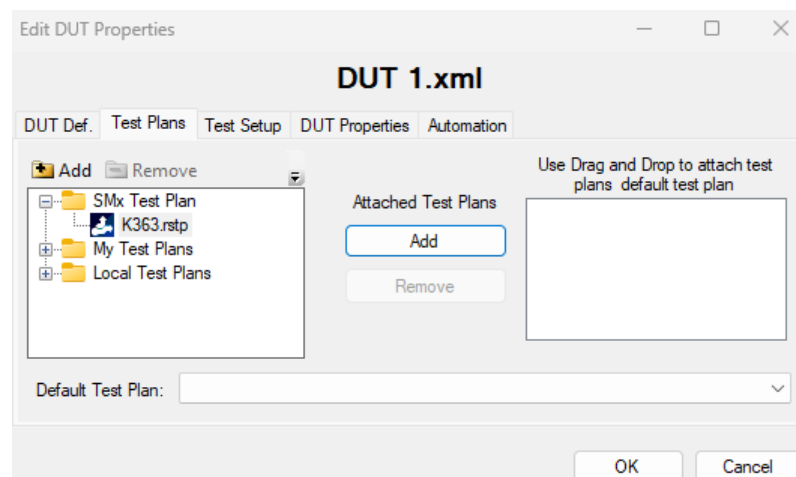 Edit DUT Properties
DUT 1.xml
DUT Def. Test Plans Test Setup DUT Properties Automation
Add Remove
SMx Test Plan
K363.rstp
My Test Plans
Local Test Plans
Attached Test Plans
Add
Remove
Use Drag and Drop to attach test
plans default test plan
Default Test Plan:
OK Cancel